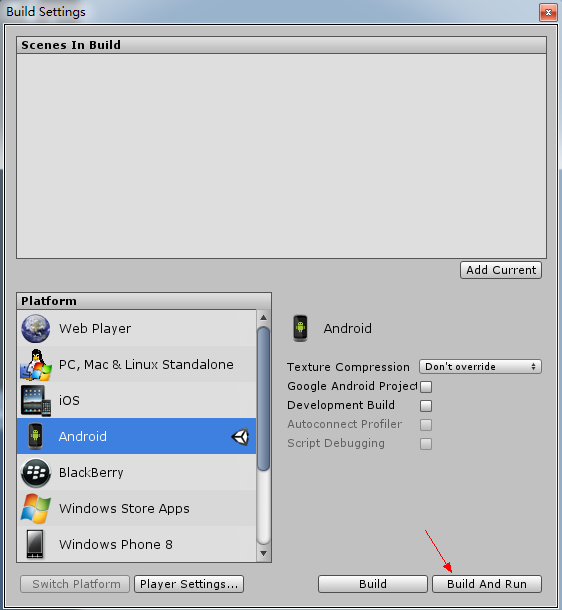 Build Settings
Scenes In Build
Add Current
Platform
Web Player
PC, Mac & Linux Standalone
iOS
Android
BlackBerry
Windows Store Apps
Windows Phone 8
Android
Texture Compression Don't override
Google Android Project
Development Build
Autoconnect Profiler
Script Debugging
Switch Platform Player Settings... Build Build And Run